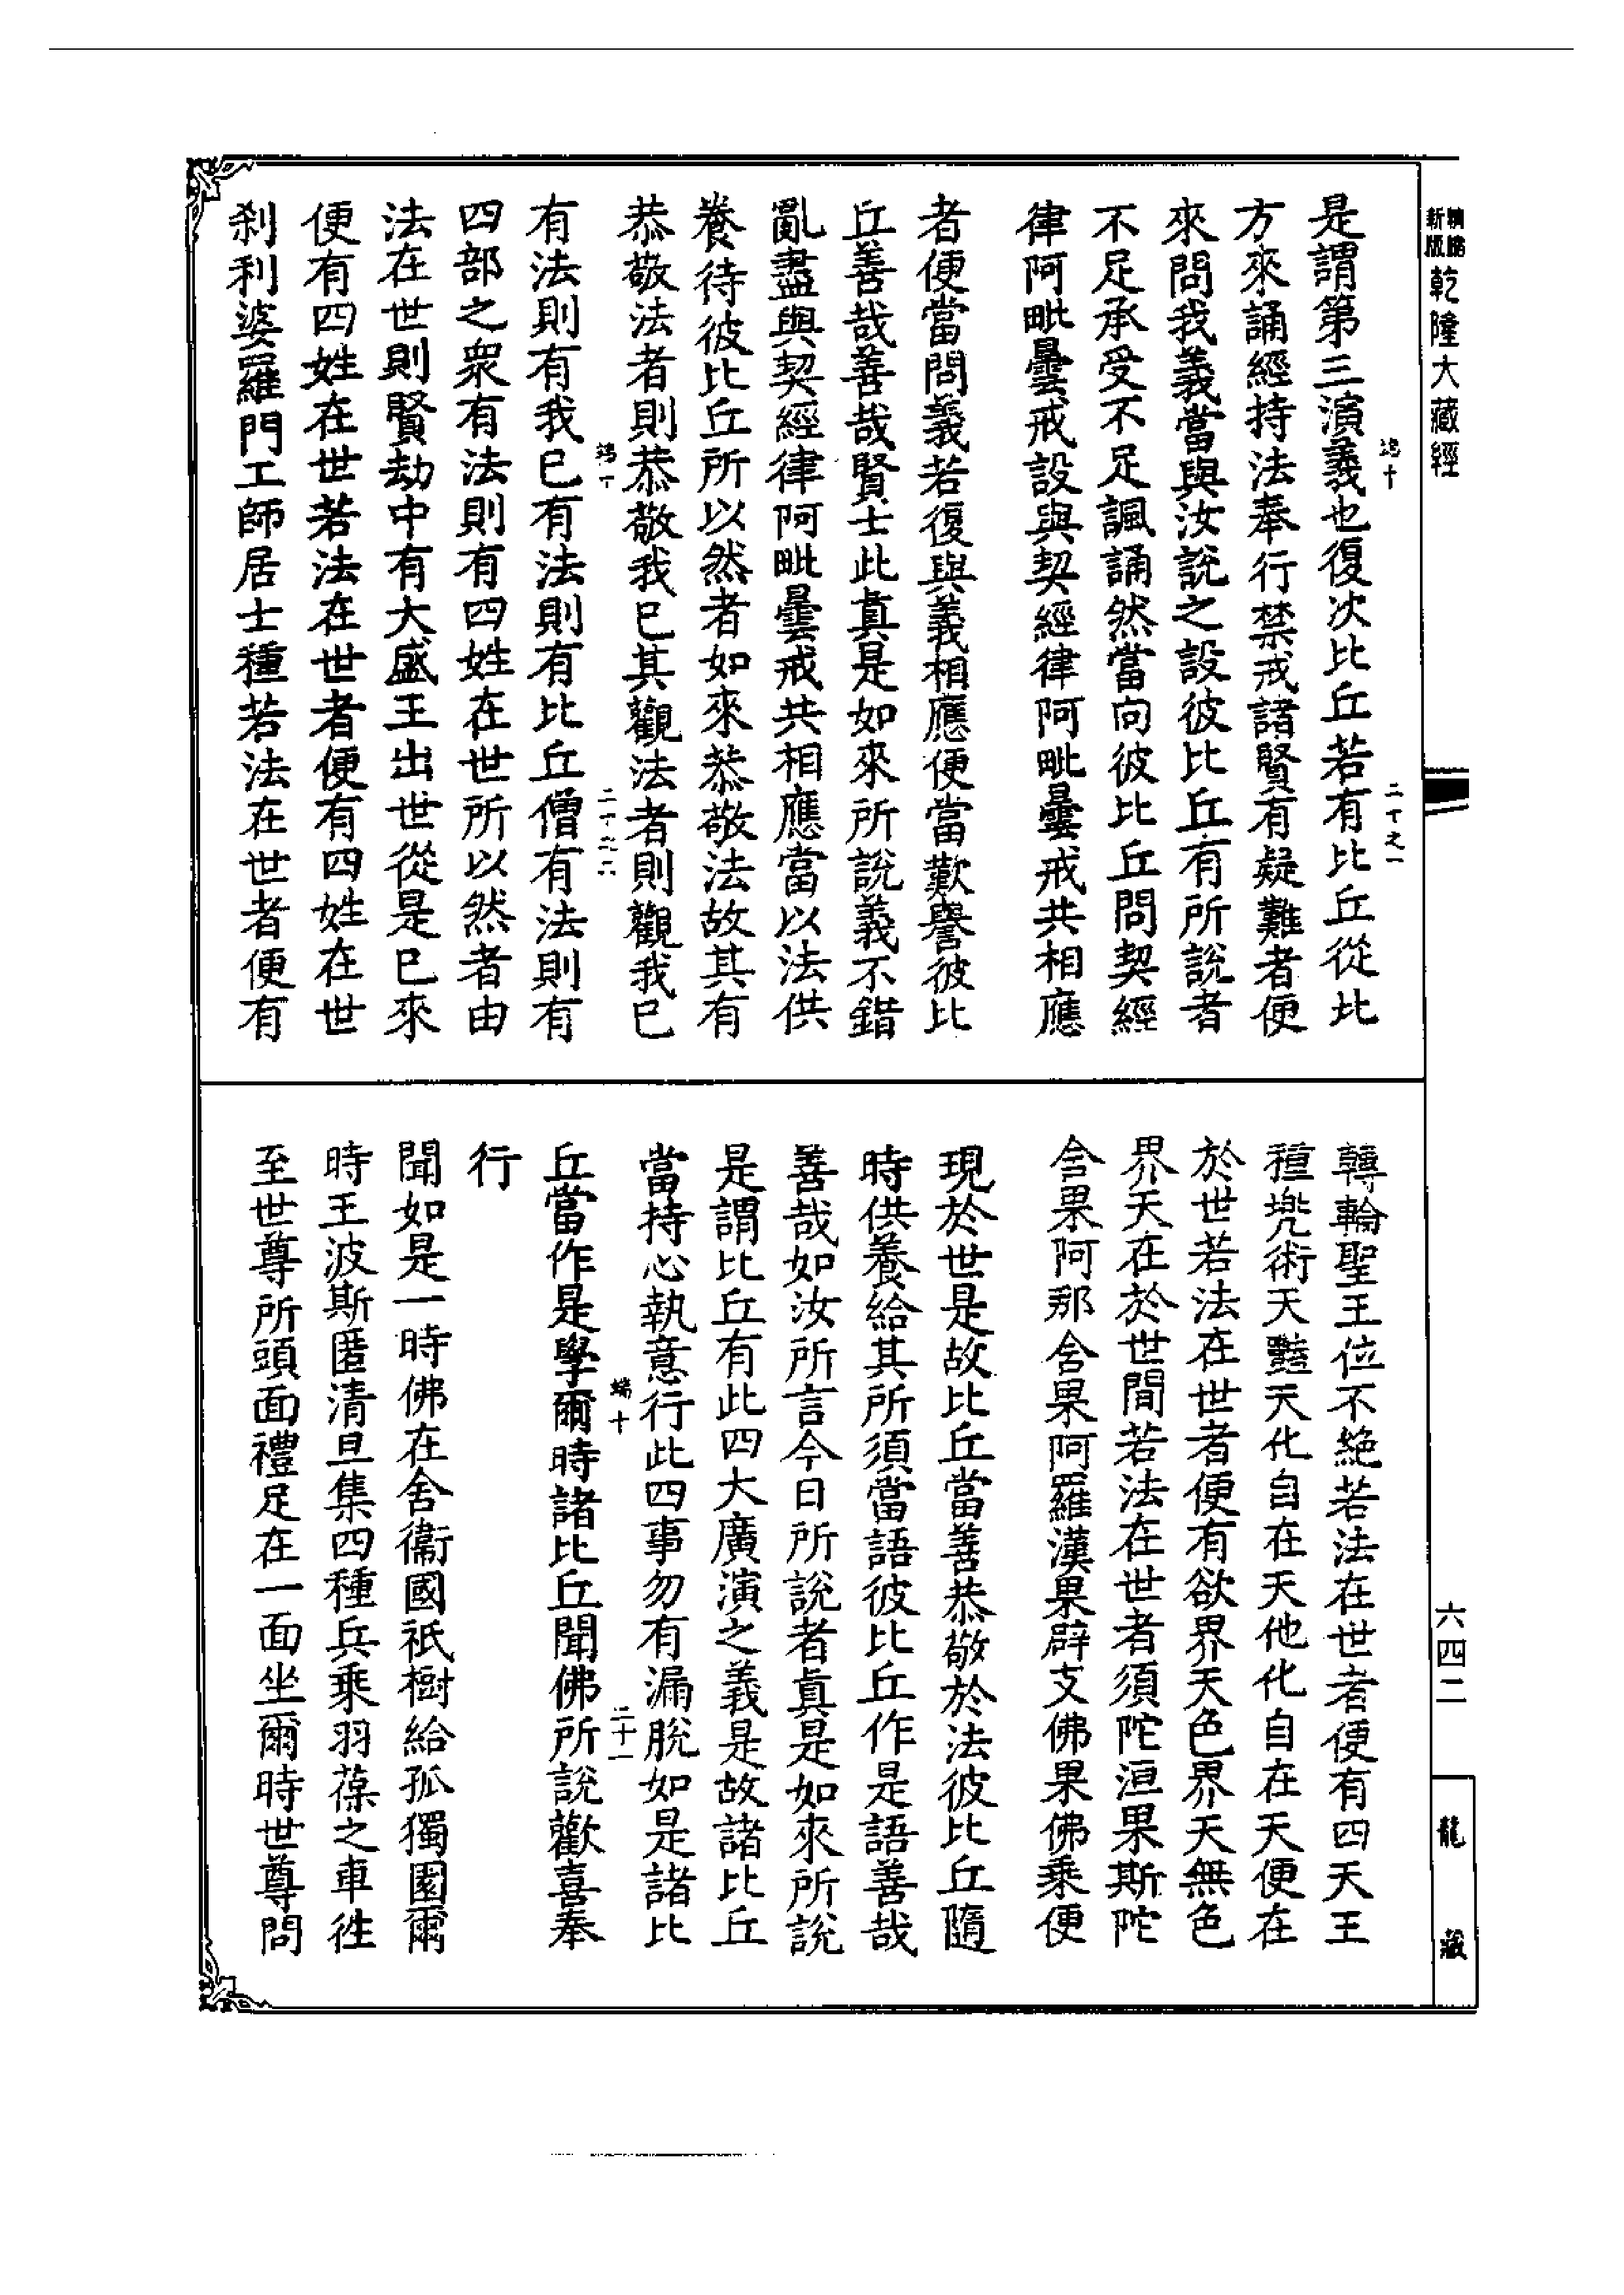 新版
精縮
乾隆大藏經
六四二
龍藏
是謂第三演義也復次比丘若有比丘從北
端十
二十之一
方來誦經持法奉行禁戒諸賢有疑難者便
來問我義當與汝說之設彼比丘有所說者
不足承受不足諷誦然當向彼比丘問契經
律阿毗曇戒設與契經律阿毗曇戒共相應
者便當問義若復與義相應便當歎譽彼比
丘善哉善哉賢士此真是如來所說義不錯
亂盡與契經律阿毗曇戒共相應當以法供
養待彼比丘所以然者如來恭敬法故其有
恭敬法者則恭敬我已其觀法者則觀我已
端十
有法則有我已有法則有比丘僧有法則有
四部之眾有法則有四姓在世所以然者由
法在世則賢劫中有大盛王出世從是已來
便有四姓在世若法在世者便有四姓在世
剎利婆羅門工師居士種若法在世者便有
轉輪聖王位不絕若法在世者便有四天王
種兜術天豔天化自在天他化自在天便在
於世若法在世者便有欲界天色界天無色
界天在於世間若法在世者須陀洹果斯陀
含果阿那含果阿羅漢果辟支佛果佛乘便
現於世是故比丘當善恭敬於法彼比丘隨
時供養給其所須當語彼比丘作是語善哉
善哉如汝所言今日所說者真是如來所說
是謂比丘有此四大廣演之義是故諸比丘
當持心執意行此四事勿有漏脫如是諸比
端十
二十一
丘當作是學爾時諸比丘聞佛所說歡喜奉
行
聞如是一時佛在舍衛國祇樹給孤獨園爾
時王波斯匿清旦集四種兵乘羽葆之車往
至世尊所頭面禮足在一面坐爾時世尊問